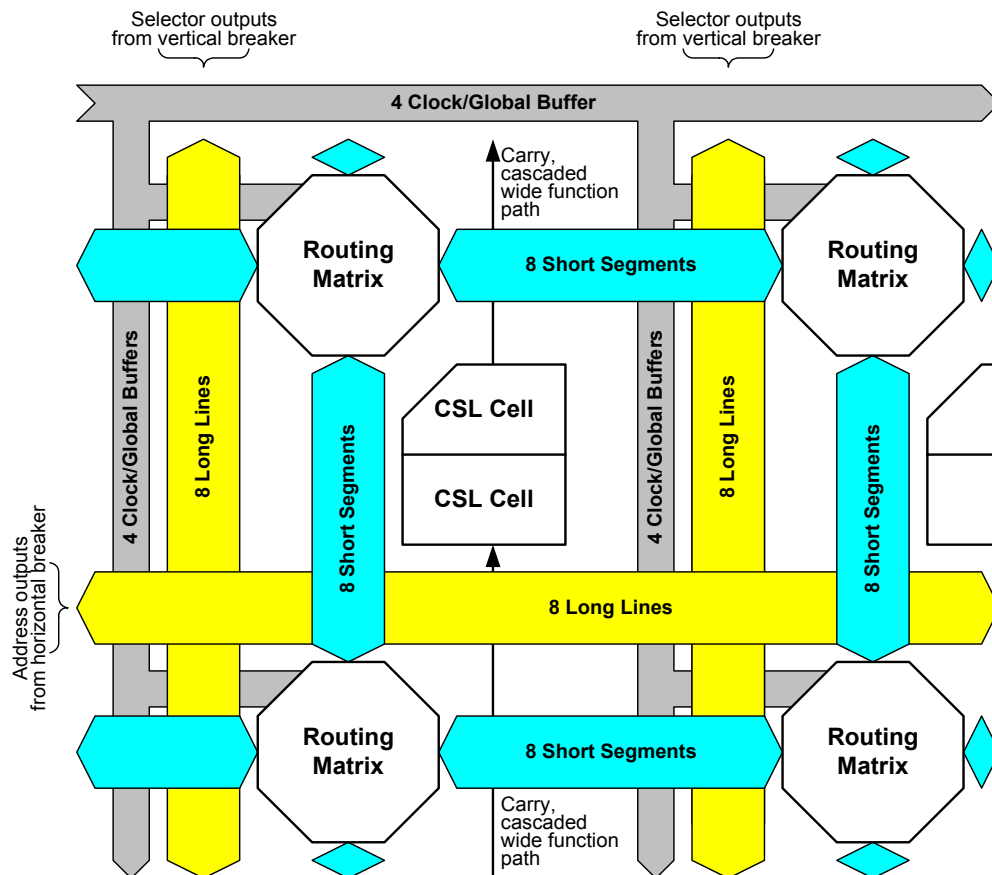 Selector outputs
from vertical breaker
Selector outputs
from vertical breaker
4 Clock/Global Buffer
Carry,
cascaded
wide function
path
Routing
Matrix
8 Short Segments
Routing
Matrix
4 Clock/Global Buffers
8 Long Lines
8 Short Segments
CSL Cell
CSL Cell
4 Clock/Global Buffers
8 Long Lines
8 Short Segments
Address outputs
from horizontal breaker
8 Long Lines
Routing
Matrix
8 Short Segments
Routing
Matrix
Carry,
cascaded
wide function
path